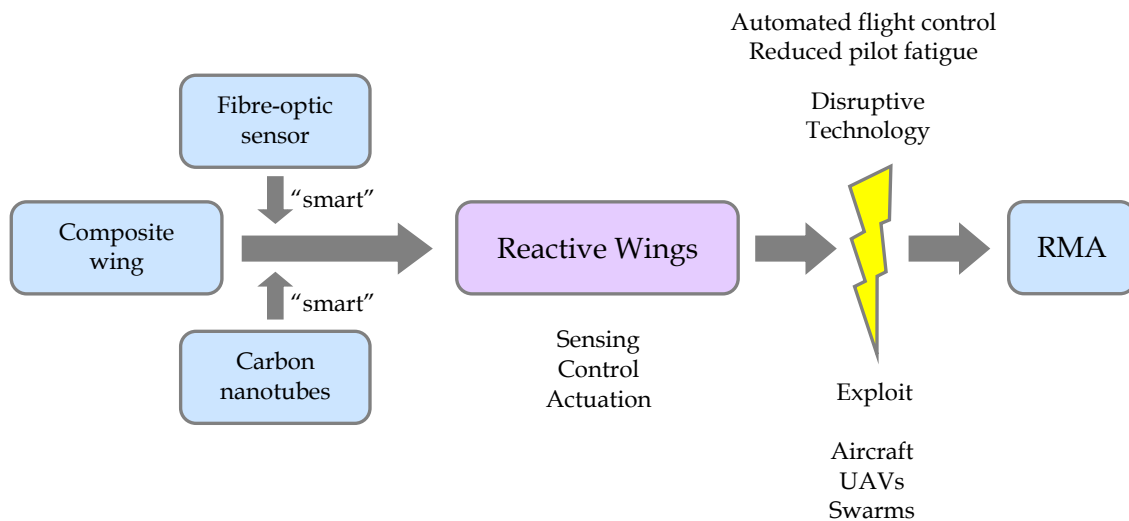 Automated flight control
Reduced pilot fatigue
Disruptive
Technology
Fibre-optic
sensor
“smart”
Composite
wing
“smart”
Carbon
nanotubes
Reactive Wings
Sensing
Control
Actuation
RMA
Exploit
Aircraft
UAVs
Swarms